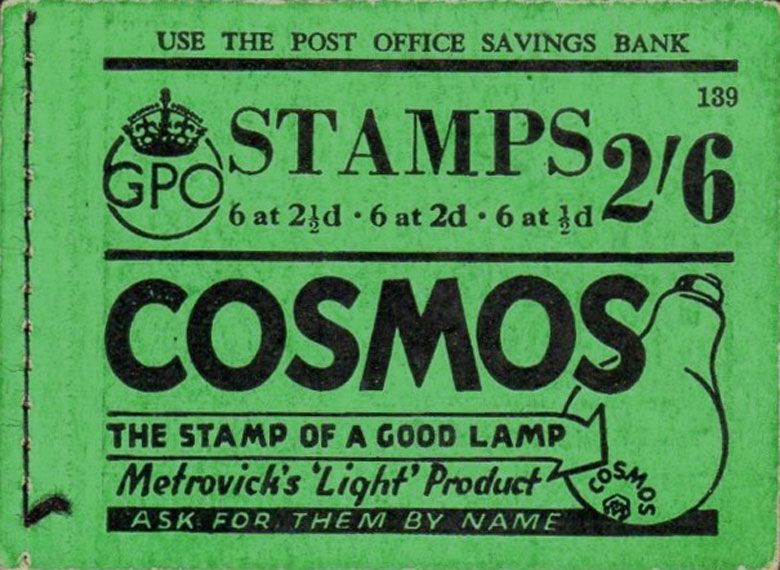 USE THE POST OFFICE SAVINGS BANK
139
GPO
STAMPS 2/6
6 at 2½d · 6 at 2d · 6 at ½d
COSMOS
THE STAMP OF A GOOD LAMP
Metrovick's 'Light' Product
COSMOS
ASK FOR THEM BY NAME